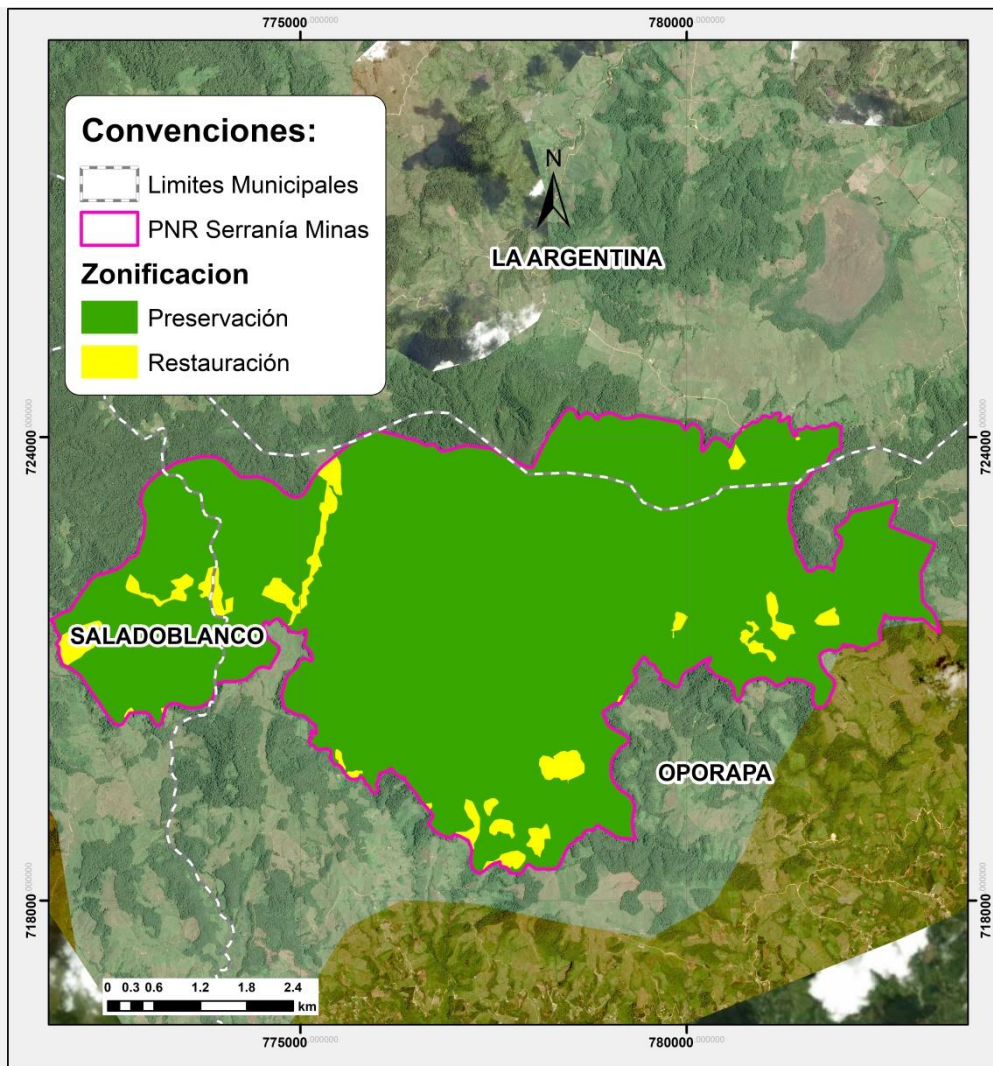 775000.000000
780000.000000
Convenciones:
Limites Municipales
PNR Serranía Minas
Zonificacion
Preservación
Restauración
N
LA ARGENTINA
724000.000000
724000.000000
SALADOBLANCO
OPORAPA
718000.000000
718000.000000
0 0.3 0.6 1.2 1.8 2.4
km
775000.000000
780000.000000